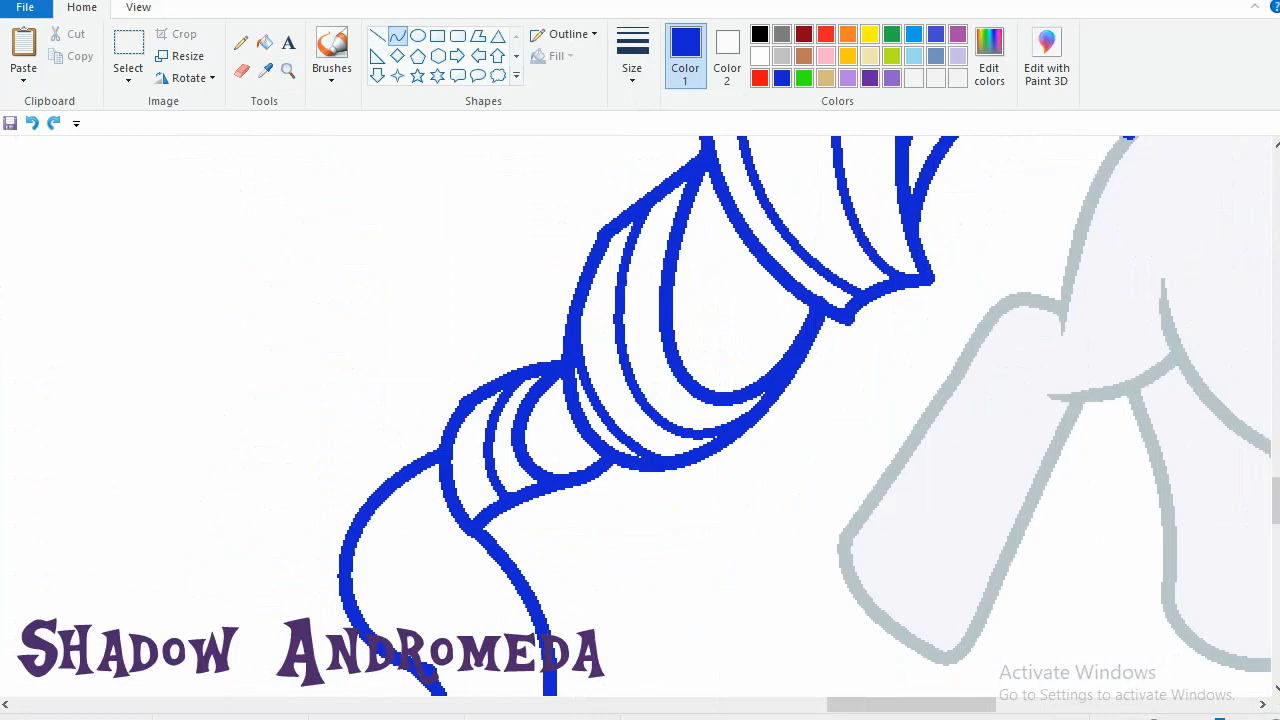 File Home View
Paste Cut Copy Select Resize Rotate Brushes Outline Fill Size Color 1 Color 2 Edit colors Edit with Paint 3D
Clipboard Image Tools Shapes Colors
Shadow Andromeda
Activate Windows
Go to Settings to activate Windows.